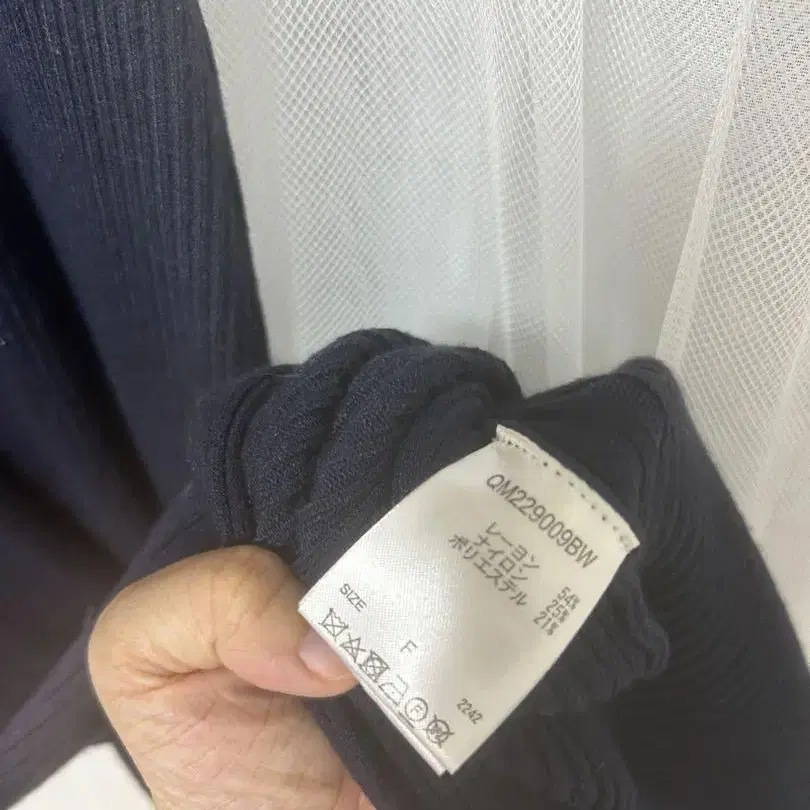 QM229009BW
レーヨン 54%
ナイロン 25%
ポリエステル 21%
SIZE F
F
2242